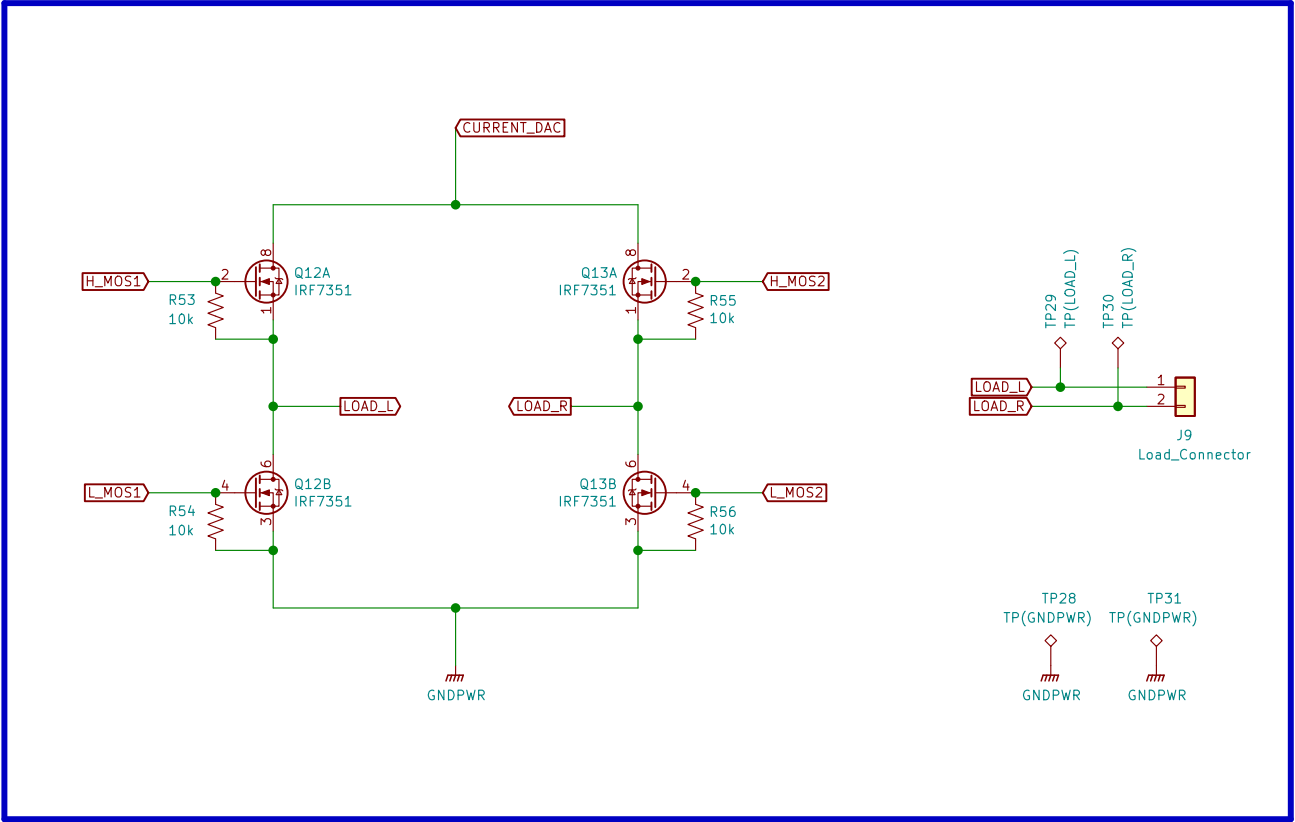 CURRENT_DAC
8
8
H_MOS1
2
Q12A
IRF7351
R53
10k
1
Q13A
IRF7351
2
H_MOS2
R55
10k
1
TP29
TP(LOAD_L)
TP30
TP(LOAD_R)
LOAD_L
LOAD_R
LOAD_L
LOAD_R
1
2
J9
Load_Connector
6
6
L_MOS1
4
Q12B
IRF7351
R54
10k
3
Q13B
IRF7351
4
L_MOS2
R56
10k
3
GNDPWR
TP28
TP(GNDPWR)
GNDPWR
TP31
TP(GNDPWR)
GNDPWR